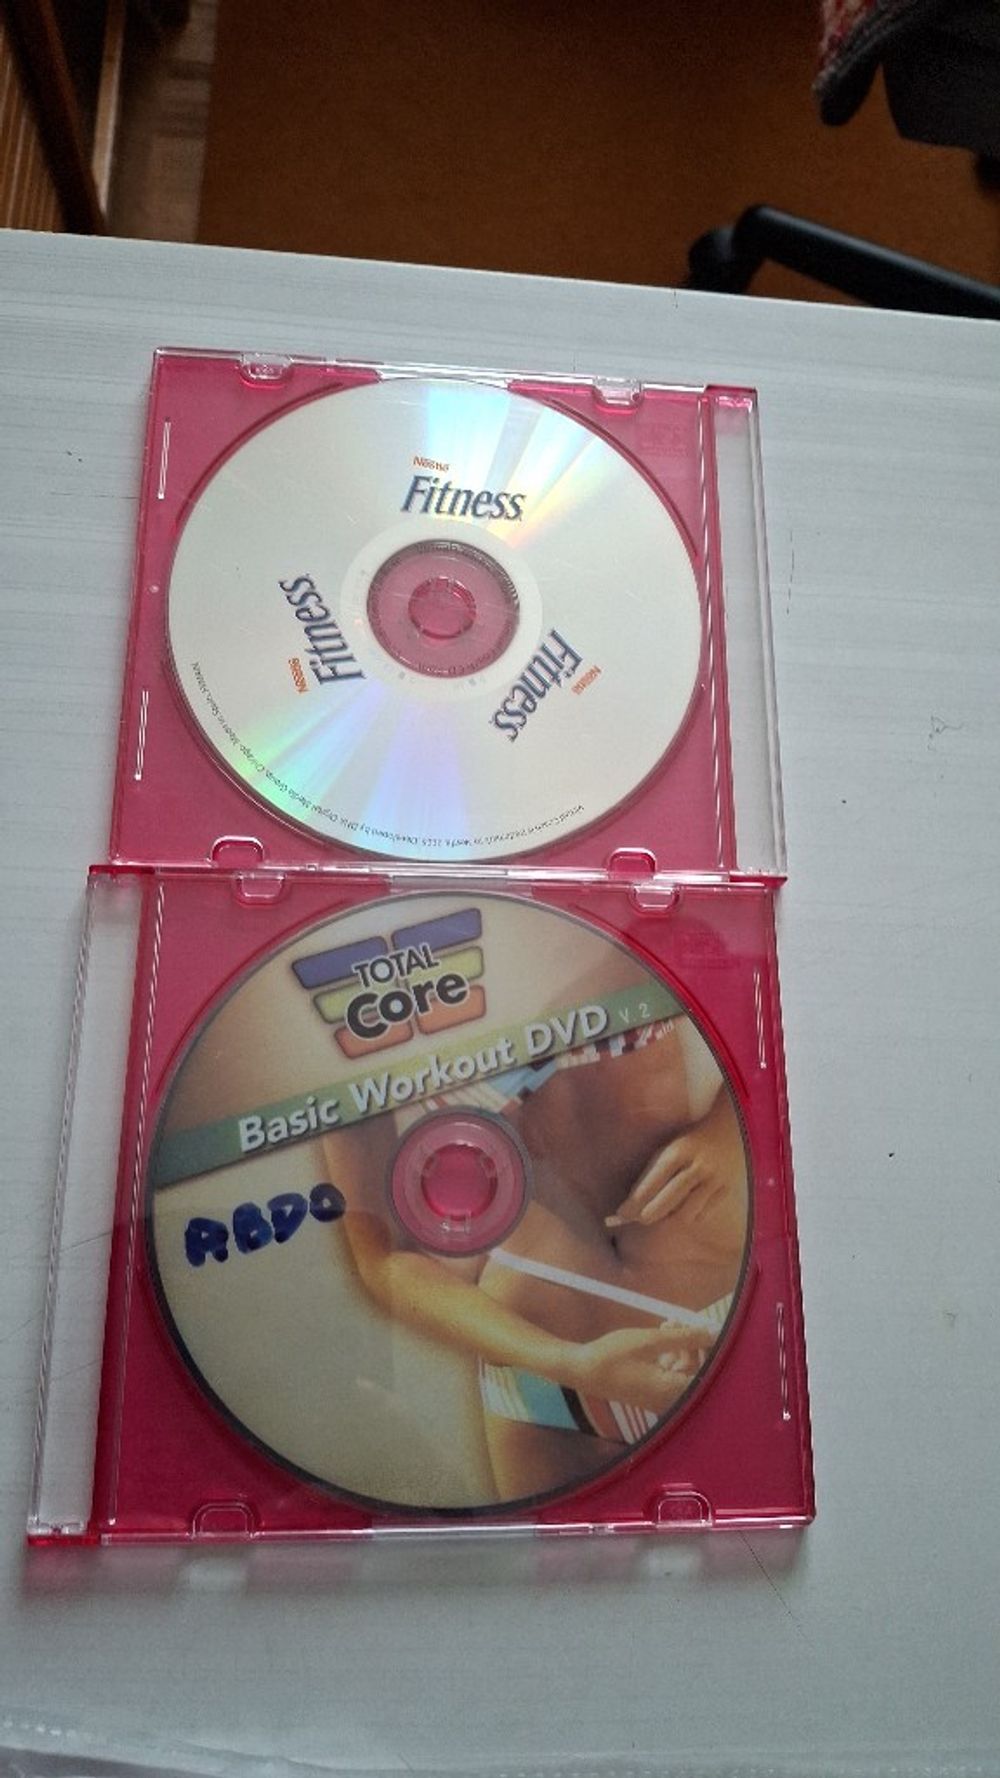 Nestlé
Fitness
Nestlé
Fitness
Nestlé
Fitness
TOTAL
Core
Basic Workout DVD V.2
ABDO